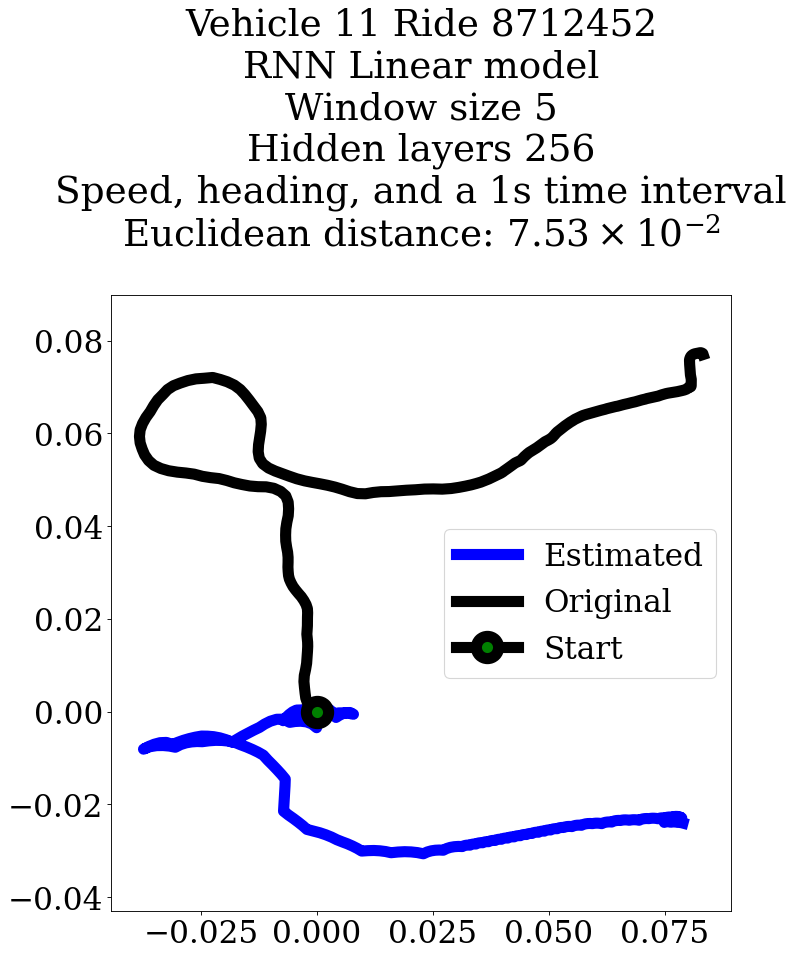 Vehicle 11 Ride 8712452
RNN Linear model
Window size 5
Hidden layers 256
Speed, heading, and a 1s time interval
Euclidean distance: 7.53 × 10⁻²
0.08
0.06
0.04
0.02
0.00
−0.02
−0.04
Estimated
Original
Start
−0.025 0.000 0.025 0.050 0.075